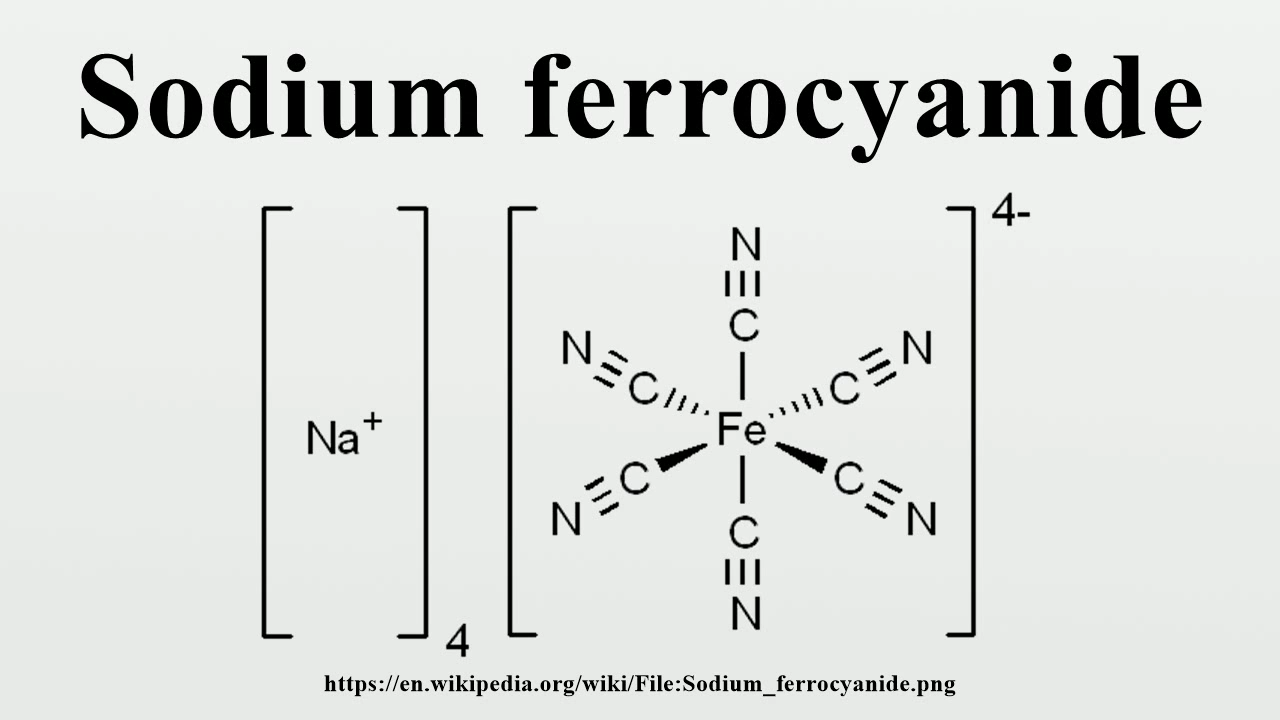 Sodium ferrocyanide
4-
N
C
N C C N
Na+ Fe
N C C N
C
N
4
https://en.wikipedia.org/wiki/File:Sodium_ferrocyanide.png